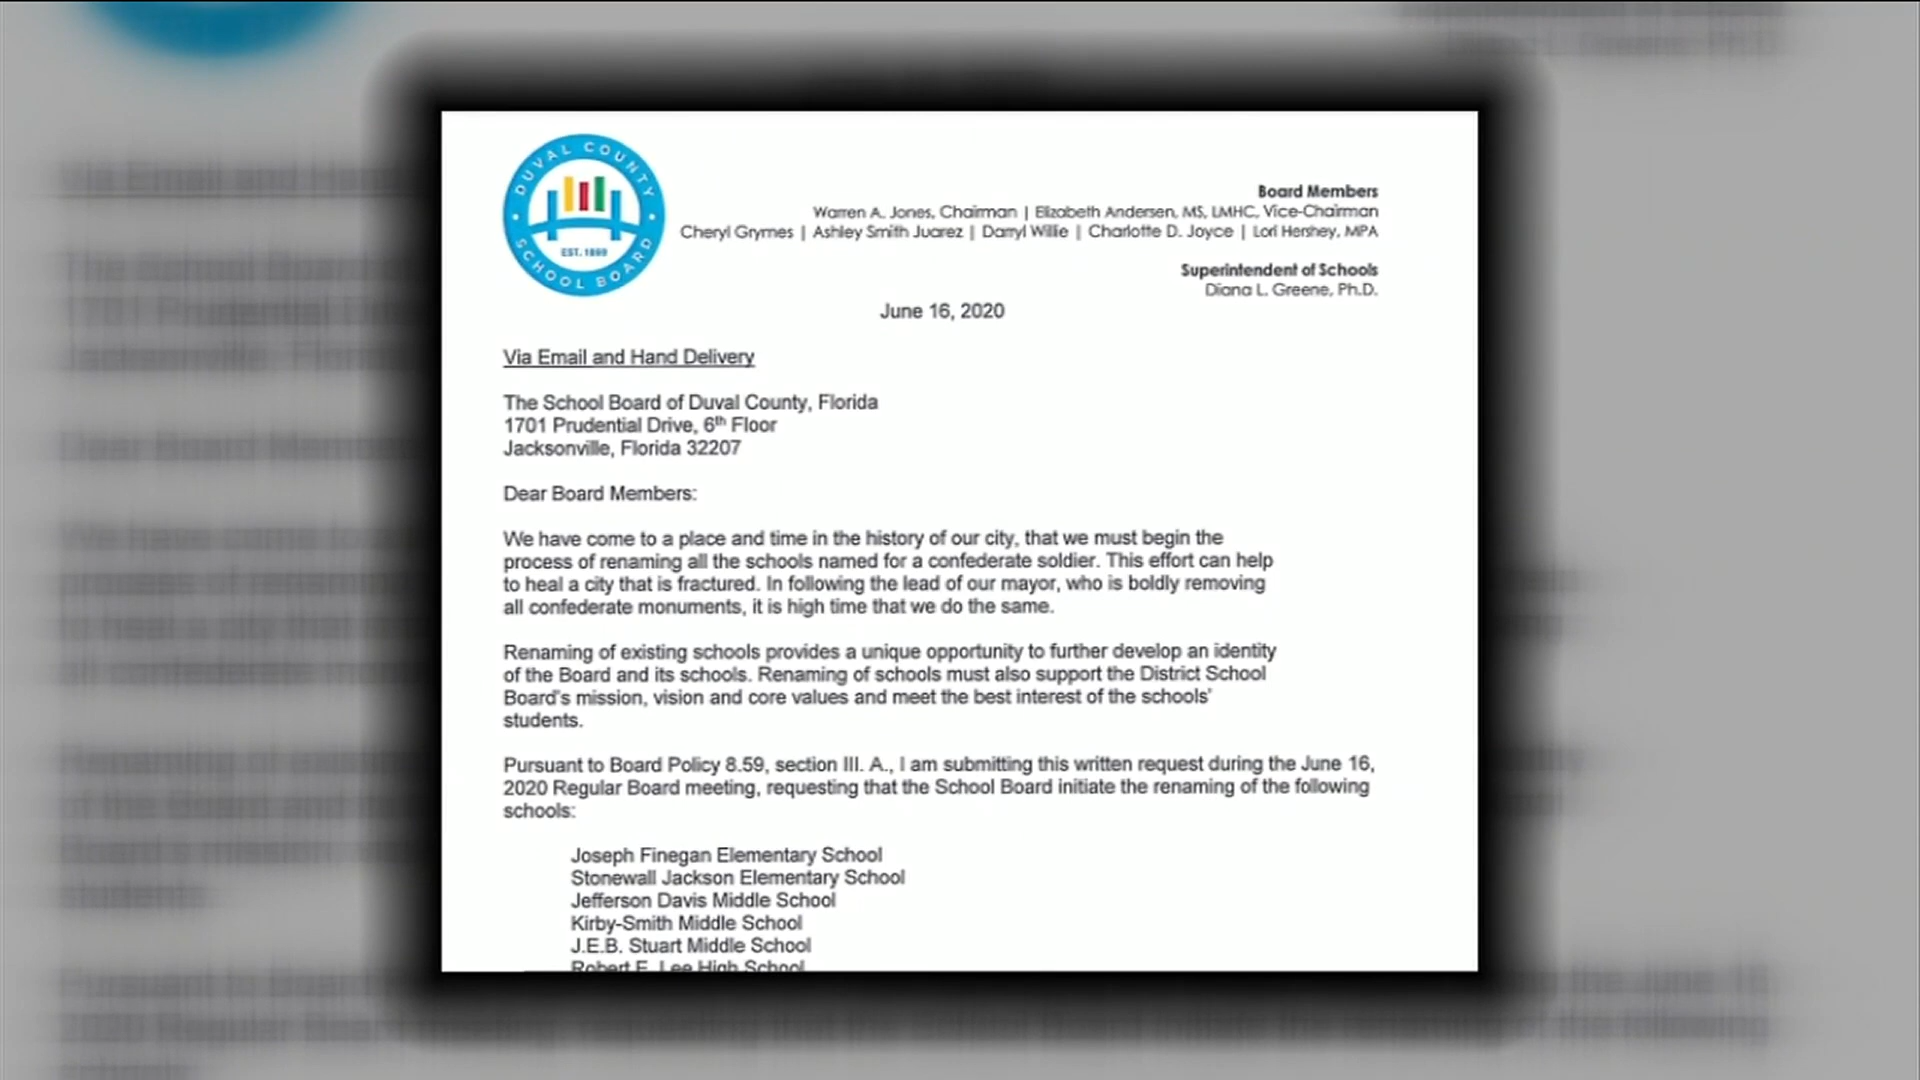 DUVAL COUNTY
SCHOOL BOARD
EST. 1869
Board Members
Warren A. Jones, Chairman | Elizabeth Andersen, MS, LMHC, Vice-Chairman
Cheryl Grymes | Ashley Smith Juarez | Darryl Willie | Charlotte D. Joyce | Lori Hershey, MPA
Superintendent of Schools
Diana L. Greene, Ph.D.
June 16, 2020
Via Email and Hand Delivery
The School Board of Duval County, Florida
1701 Prudential Drive, 6th Floor
Jacksonville, Florida 32207
Dear Board Members:
We have come to a place and time in the history of our city, that we must begin the
process of renaming all the schools named for a confederate soldier. This effort can help
to heal a city that is fractured. In following the lead of our mayor, who is boldly removing
all confederate monuments, it is high time that we do the same.
Renaming of existing schools provides a unique opportunity to further develop an identity
of the Board and its schools. Renaming of schools must also support the District School
Board's mission, vision and core values and meet the best interest of the schools'
students.
Pursuant to Board Policy 8.59, section III. A., I am submitting this written request during the June 16,
2020 Regular Board meeting, requesting that the School Board initiate the renaming of the following
schools:
Joseph Finegan Elementary School
Stonewall Jackson Elementary School
Jefferson Davis Middle School
Kirby-Smith Middle School
J.E.B. Stuart Middle School
Robert E. Lee High School